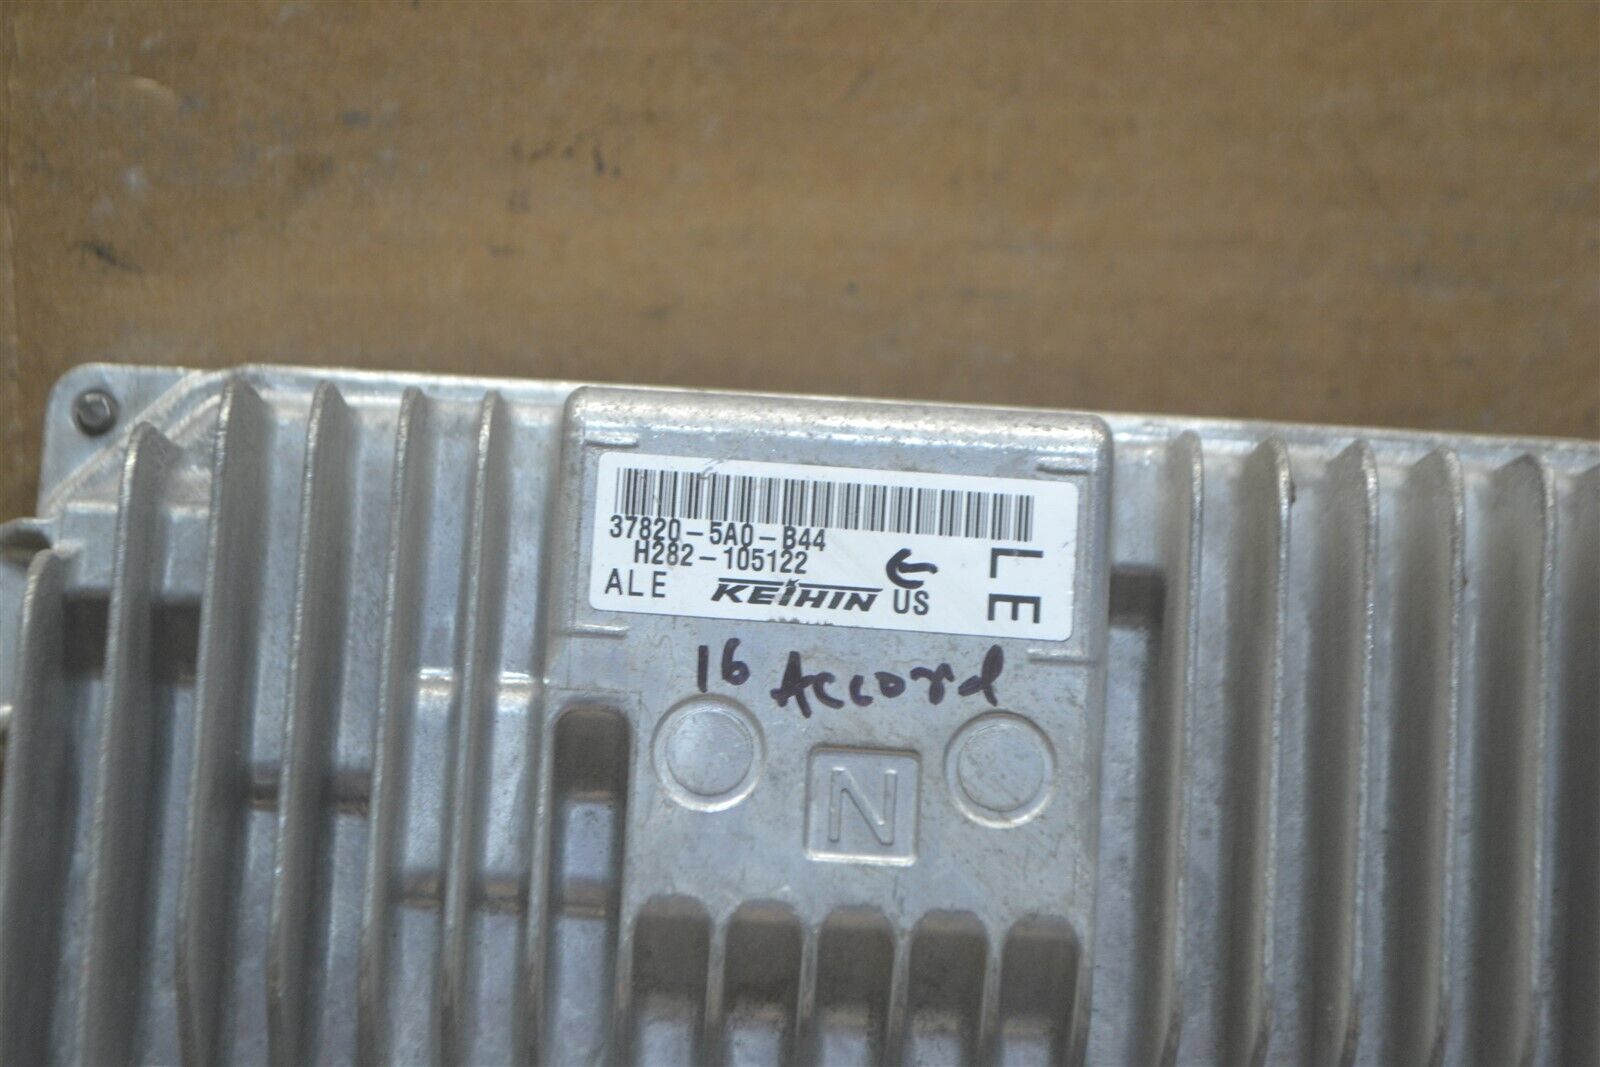 37820-5A0-B44
H282-105122
ALE KEIHIN US
LE
16 Accord
N